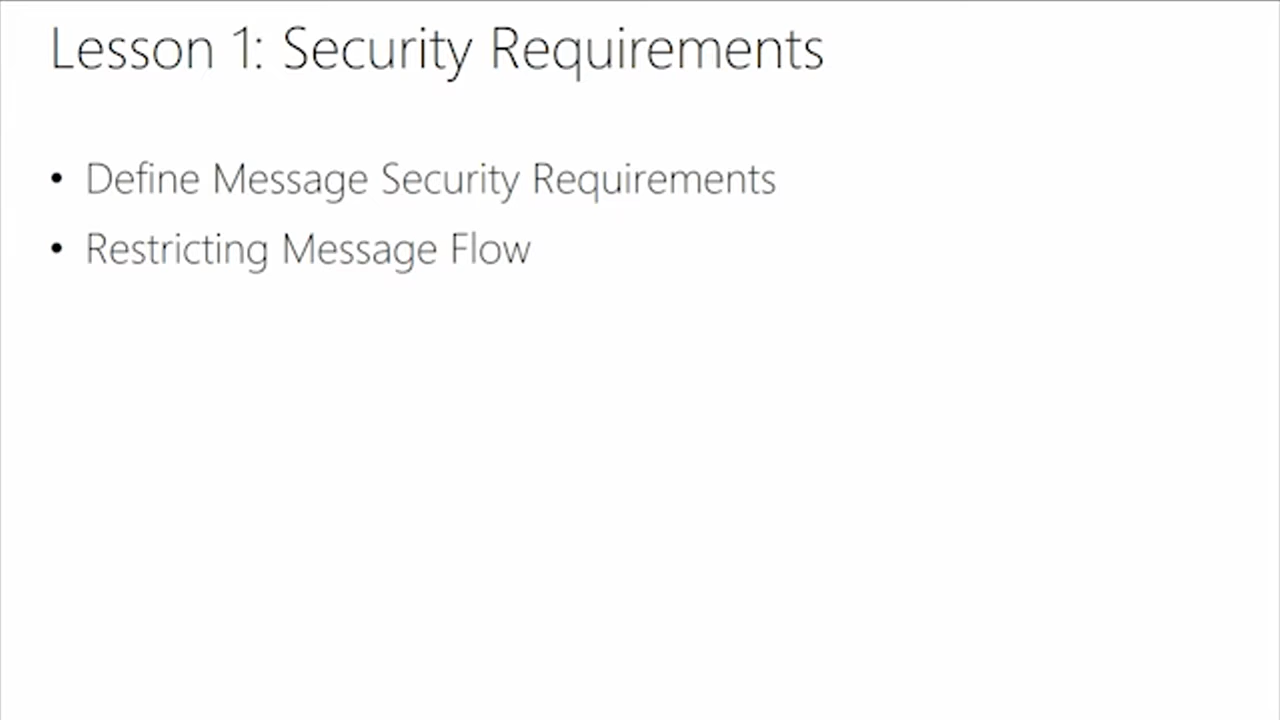 Lesson 1: Security Requirements
• Define Message Security Requirements
• Restricting Message Flow